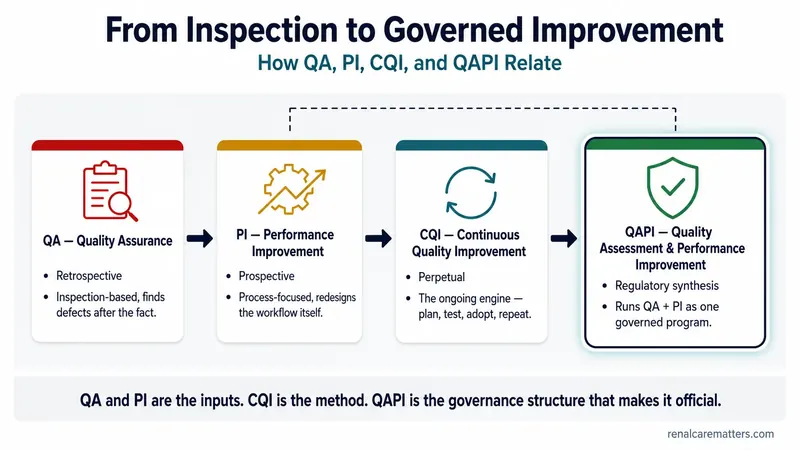 From Inspection to Governed Improvement
How QA, PI, CQI, and QAPI Relate
QA — Quality Assurance
• Retrospective
• Inspection-based, finds
defects after the fact.
PI — Performance
Improvement
• Prospective
• Process-focused, redesigns
the workflow itself.
CQI — Continuous
Quality Improvement
• Perpetual
• The ongoing engine —
plan, test, adopt, repeat.
QAPI — Quality
Assessment & Performance
Improvement
• Regulatory synthesis
• Runs QA + PI as one
governed program.
QA and PI are the inputs. CQI is the method. QAPI is the governance structure that makes it official.
renalcarematters.com